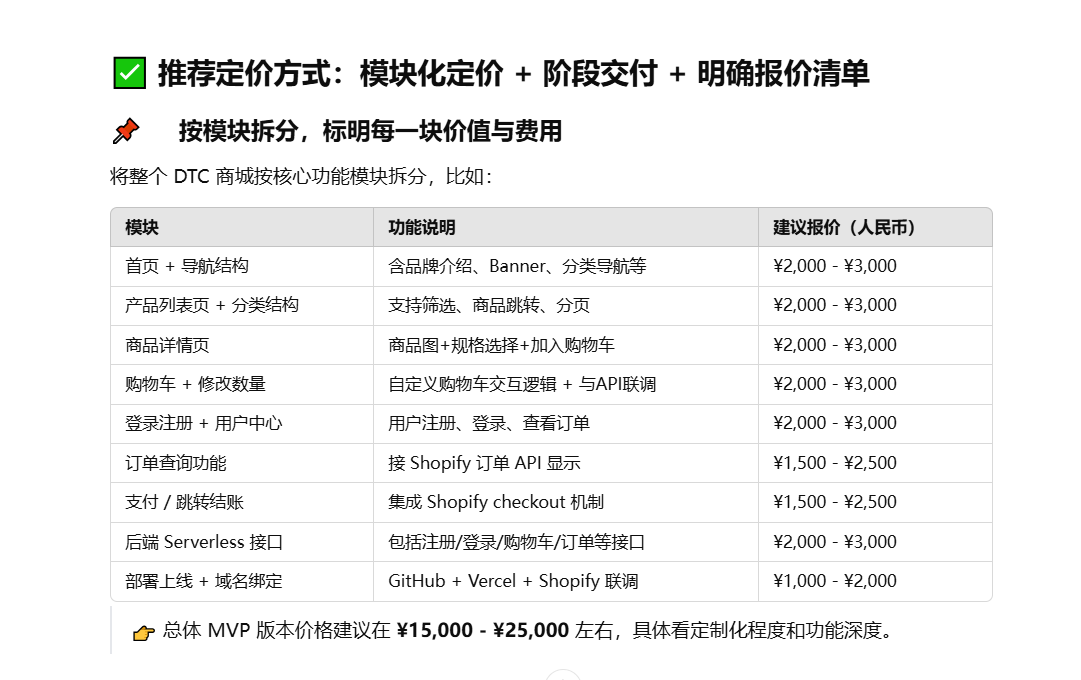 ✅ 推荐定价方式：模块化定价 + 阶段交付 + 明确报价清单
📌 按模块拆分，标明每一块价值与费用
将整个 DTC 商城按核心功能模块拆分，比如：
模块 功能说明 建议报价（人民币）
首页 + 导航结构 含品牌介绍、Banner、分类导航等 ¥2,000 - ¥3,000
产品列表页 + 分类结构 支持筛选、商品跳转、分页 ¥2,000 - ¥3,000
商品详情页 商品图+规格选择+加入购物车 ¥2,000 - ¥3,000
购物车 + 修改数量 自定义购物车交互逻辑 + 与API联调 ¥2,000 - ¥3,000
登录注册 + 用户中心 用户注册、登录、查看订单 ¥2,000 - ¥3,000
订单查询功能 接 Shopify 订单 API 显示 ¥1,500 - ¥2,500
支付 / 跳转结账 集成 Shopify checkout 机制 ¥1,500 - ¥2,500
后端 Serverless 接口 包括注册/登录/购物车/订单等接口 ¥2,000 - ¥3,000
部署上线 + 域名绑定 GitHub + Vercel + Shopify 联调 ¥1,000 - ¥2,000
👉 总体 MVP 版本价格建议在 ¥15,000 - ¥25,000 左右，具体看定制化程度和功能深度。